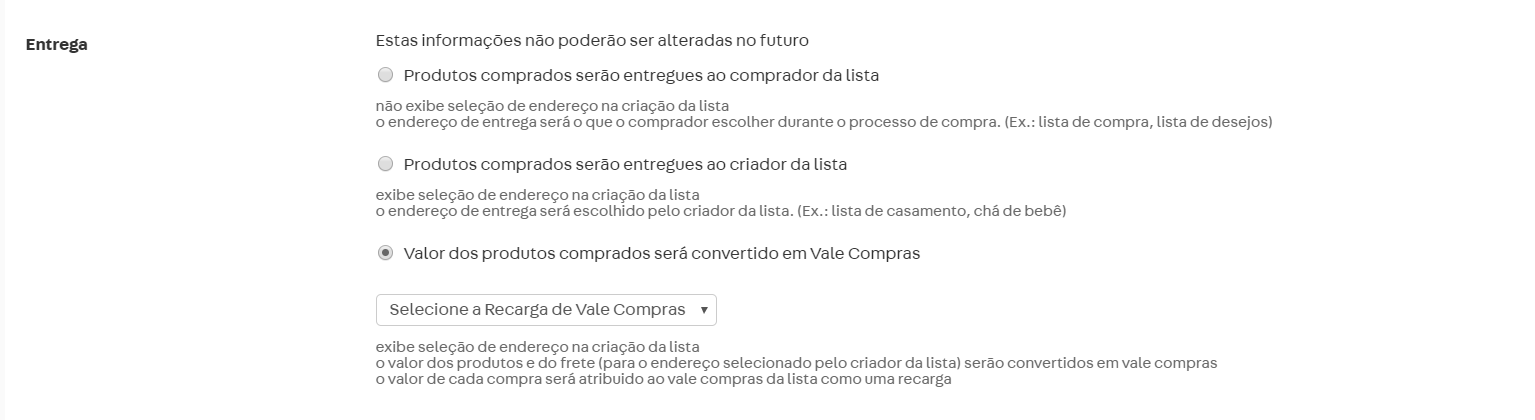 Entrega
Estas informações não poderão ser alteradas no futuro
Produtos comprados serão entregues ao comprador da lista
não exibe seleção de endereço na criação da lista
o endereço de entrega será o que o comprador escolher durante o processo de compra. (Ex.: lista de compra, lista de desejos)
Produtos comprados serão entregues ao criador da lista
exibe seleção de endereço na criação da lista
o endereço de entrega será escolhido pelo criador da lista. (Ex.: lista de casamento, chá de bebê)
Valor dos produtos comprados será convertido em Vale Compras
Selecione a Recarga de Vale Compras
exibe seleção de endereço na criação da lista
o valor dos produtos e do frete (para o endereço selecionado pelo criador da lista) serão convertidos em vale compras
o valor de cada compra será atribuido ao vale compras da lista como uma recarga